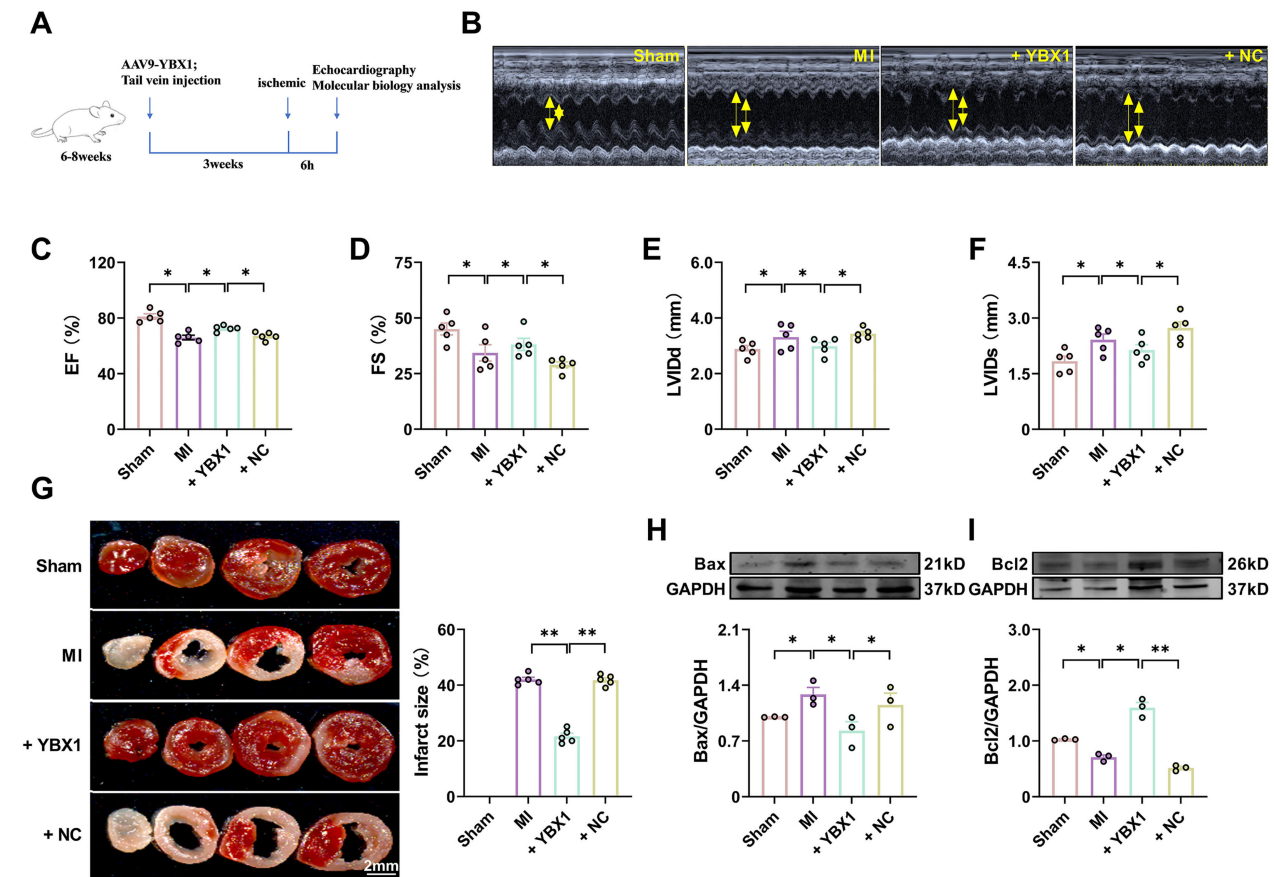 A
AAV9-YBX1;
Tail vein injection
ischemic
Echocardiography
Molecular biology analysis
6-8weeks
3weeks
6h
B
Sham
MI
+ YBX1
+ NC
C
EF (%)
120
80
40
0
* * *
Sham
MI
+ YBX1
+ NC
D
FS (%)
75
50
25
0
* * *
Sham
MI
+ YBX1
+ NC
E
LVIDd (mm)
6.0
4.0
2.0
0.0
* * *
Sham
MI
+ YBX1
+ NC
F
LVIDs (mm)
4.5
3.0
1.5
0.0
* * *
Sham
MI
+ YBX1
+ NC
G
Sham
MI
+ YBX1
+ NC
2mm
Infarct size (%)
60
40
20
0
** **
Sham
MI
+ YBX1
+ NC
H
Bax
21kD
GAPDH
37kD
Bax/GAPDH
2.1
1.4
0.7
0
* * *
Sham
MI
+ YBX1
+ NC
I
Bcl2
26kD
GAPDH
37kD
Bcl2/GAPDH
3.0
2.0
1.0
0
* * **
Sham
MI
+ YBX1
+ NC